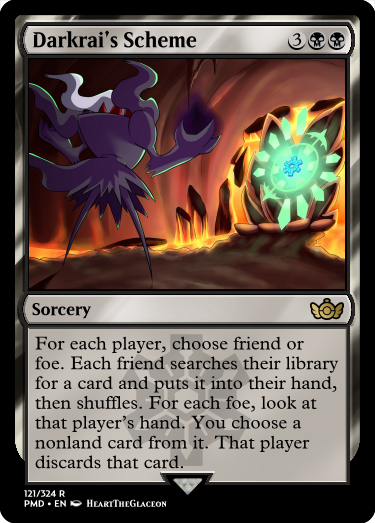 Darkrai's Scheme 3
Sorcery
For each player, choose friend or
foe. Each friend searches their library
for a card and puts it into their hand,
then shuffles. For each foe, look at
that player's hand. You choose a
nonland card from it. That player
discards that card.
121/324 R
PMD • EN HEARTTHEGLACEON